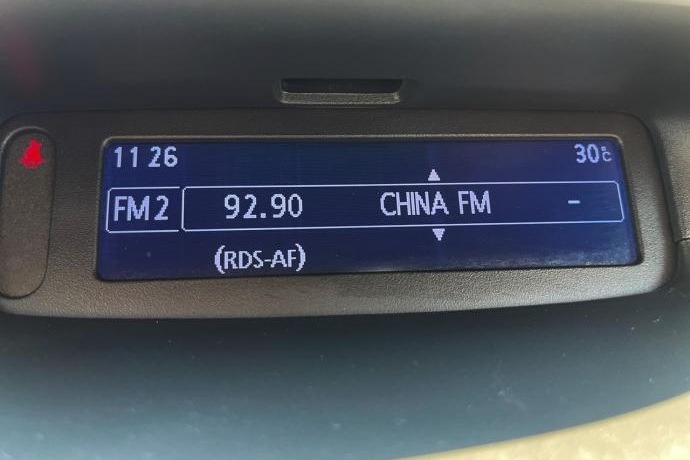 11 26 30°C
FM2 92.90 CHINA FM -
(RDS-AF)